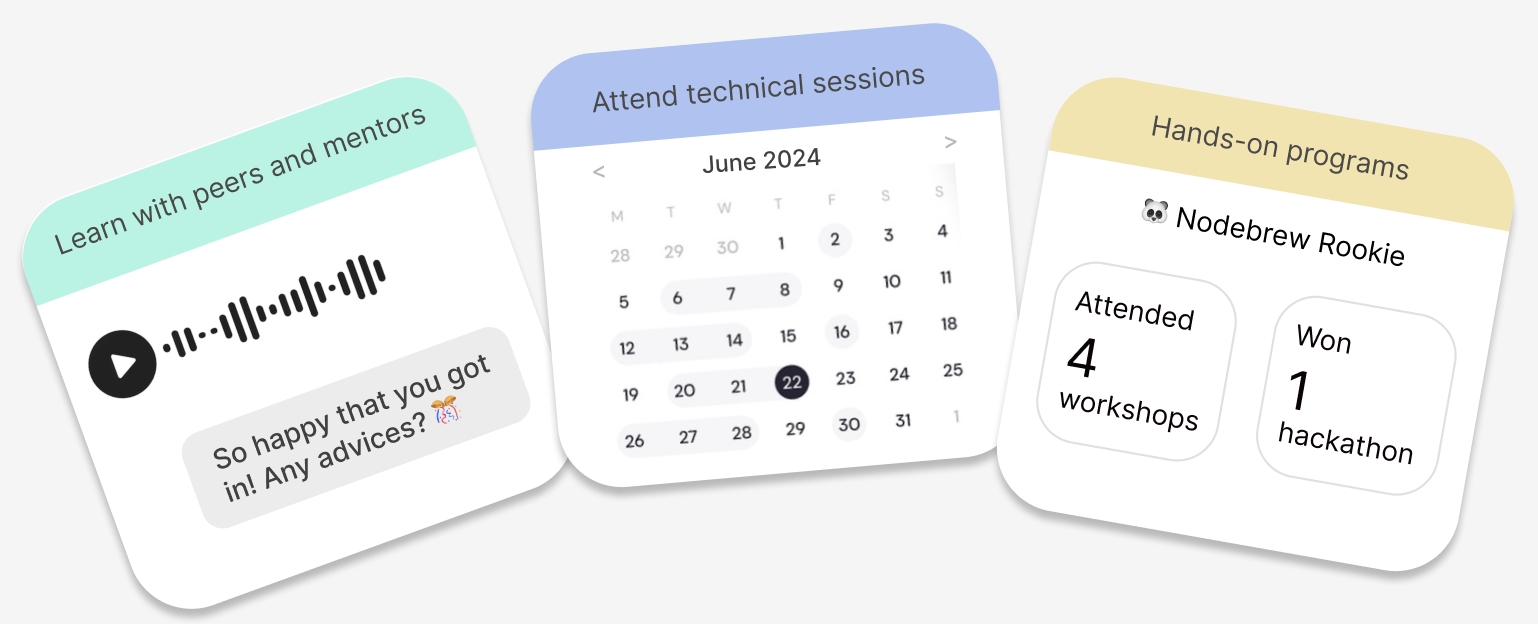 Learn with peers and mentors
So happy that you got
in! Any advices? 🎊
Attend technical sessions
< June 2024 >
M T W T F S S
28 29 30 1 2 3 4
5 6 7 8 9 10 11
12 13 14 15 16 17 18
19 20 21 22 23 24 25
26 27 28 29 30 31 1
Hands-on programs
🐼 Nodebrew Rookie
Attended
4
workshops
Won
1
hackathon